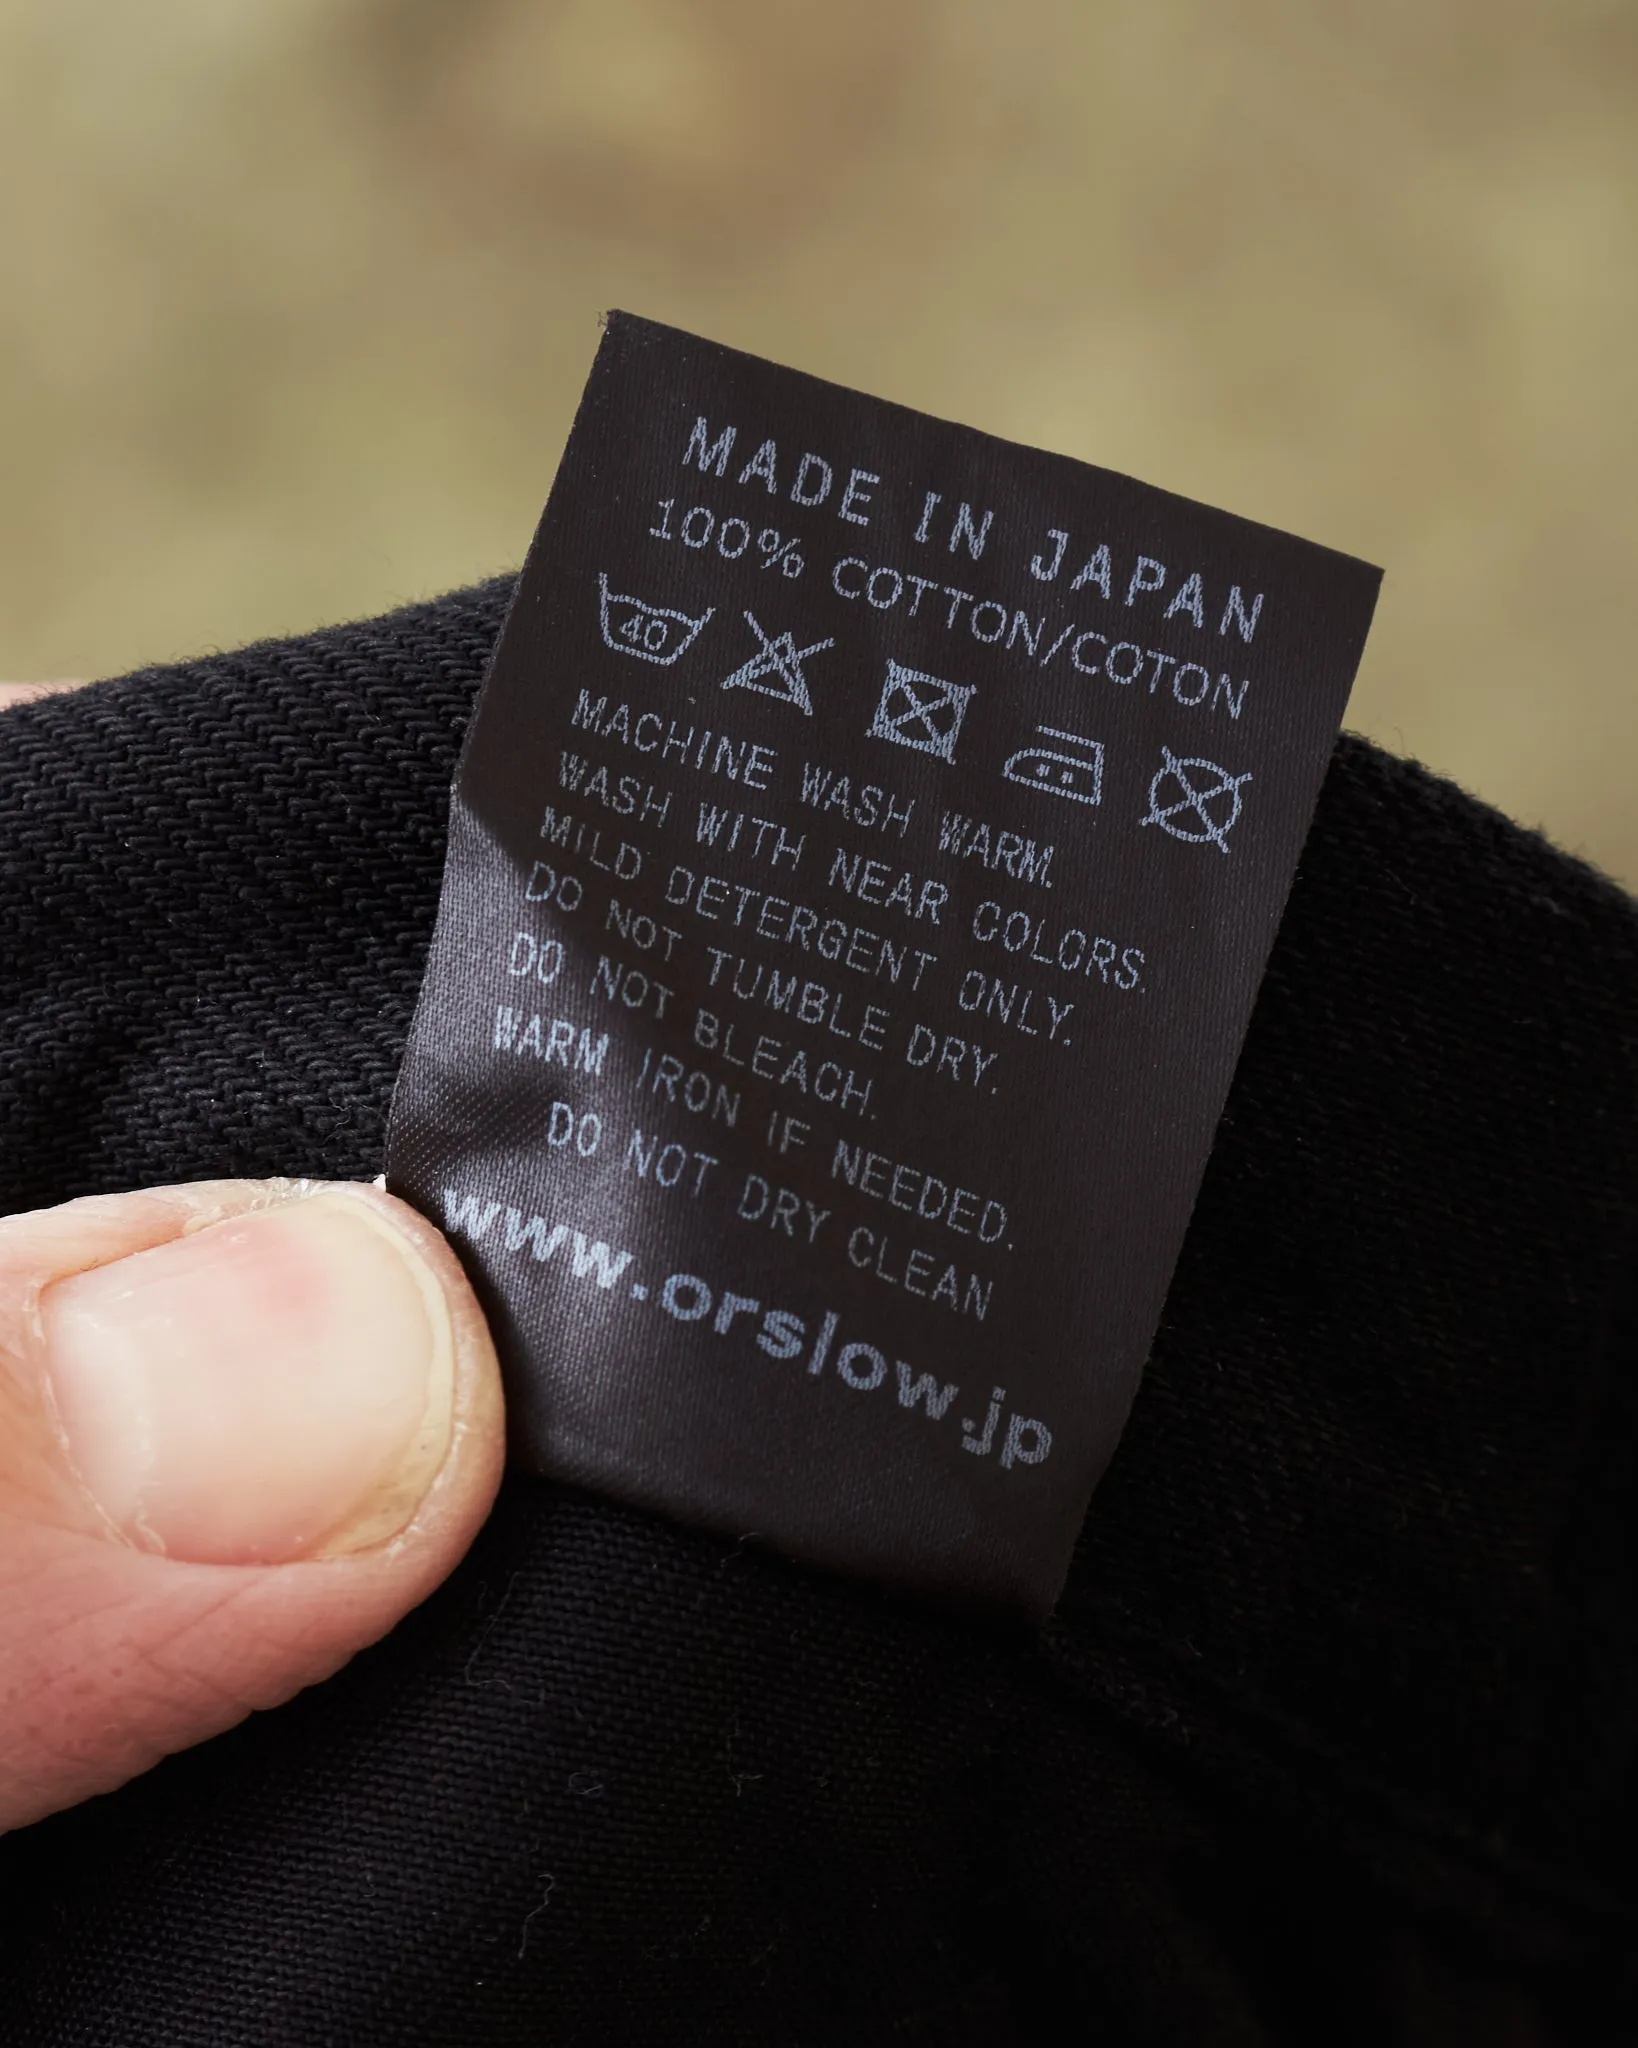 MADE IN JAPAN
100% COTTON/COTON
40
MACHINE WASH WARM.
WASH WITH NEAR COLORS.
MILD DETERGENT ONLY.
DO NOT TUMBLE DRY.
DO NOT BLEACH.
WARM IRON IF NEEDED.
DO NOT DRY CLEAN
www.orslow.jp